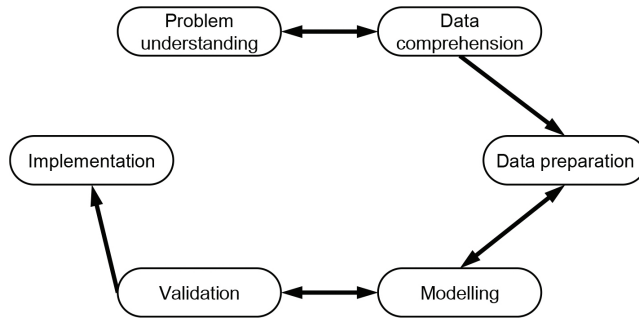 Problem
understanding
Data
comprehension
Implementation
Data preparation
Validation
Modelling